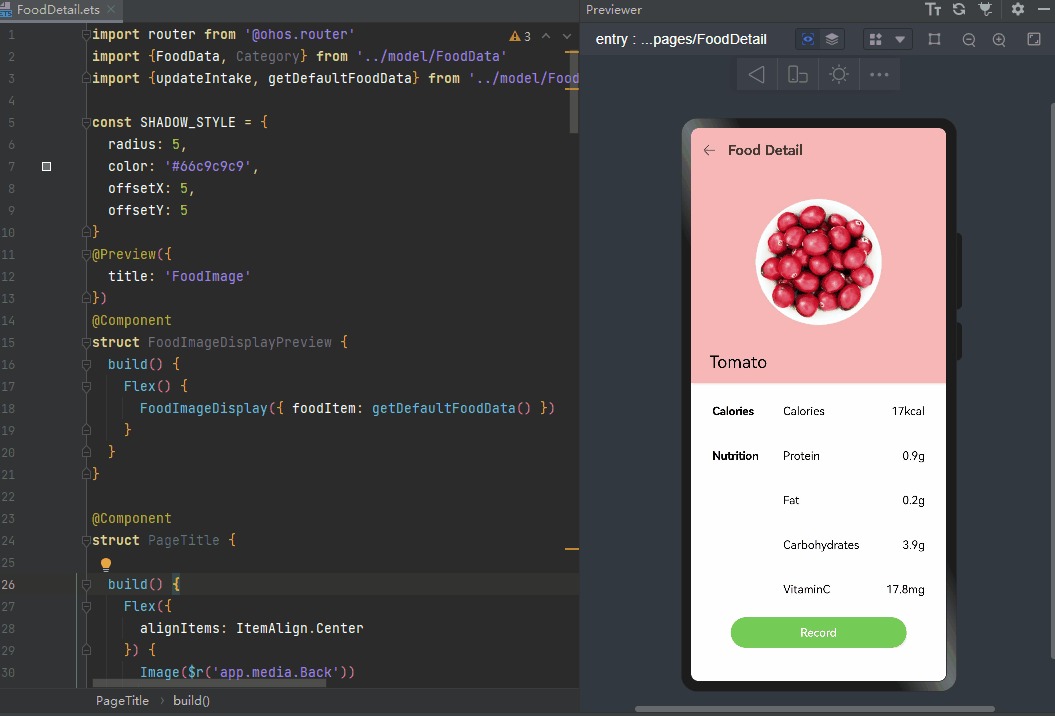 FoodDetail.ets
1 import router from '@ohos.router'
3
2 import {FoodData, Category} from '../model/FoodData'
3 import {updateIntake, getDefaultFoodData} from '../model/Food
4
5 const SHADOW_STYLE = {
6 radius: 5,
7 color: '#66c9c9c9',
8 offsetX: 5,
9 offsetY: 5
10 }
11 @Preview({
12 title: 'FoodImage'
13 })
14 @Component
15 struct FoodImageDisplayPreview {
16 build() {
17 Flex() {
18 FoodImageDisplay({ foodItem: getDefaultFoodData() })
19 }
20 }
21 }
22
23 @Component
24 struct PageTitle {
25
26 build() {
27 Flex({
28 alignItems: ItemAlign.Center
29 }) {
30 Image($r('app.media.Back'))
PageTitle > build()
Previewer
entry : ...pages/FoodDetail
Food Detail
Tomato
Calories Calories 17kcal
Nutrition Protein 0.9g
Fat 0.2g
Carbohydrates 3.9g
VitaminC 17.8mg
Record